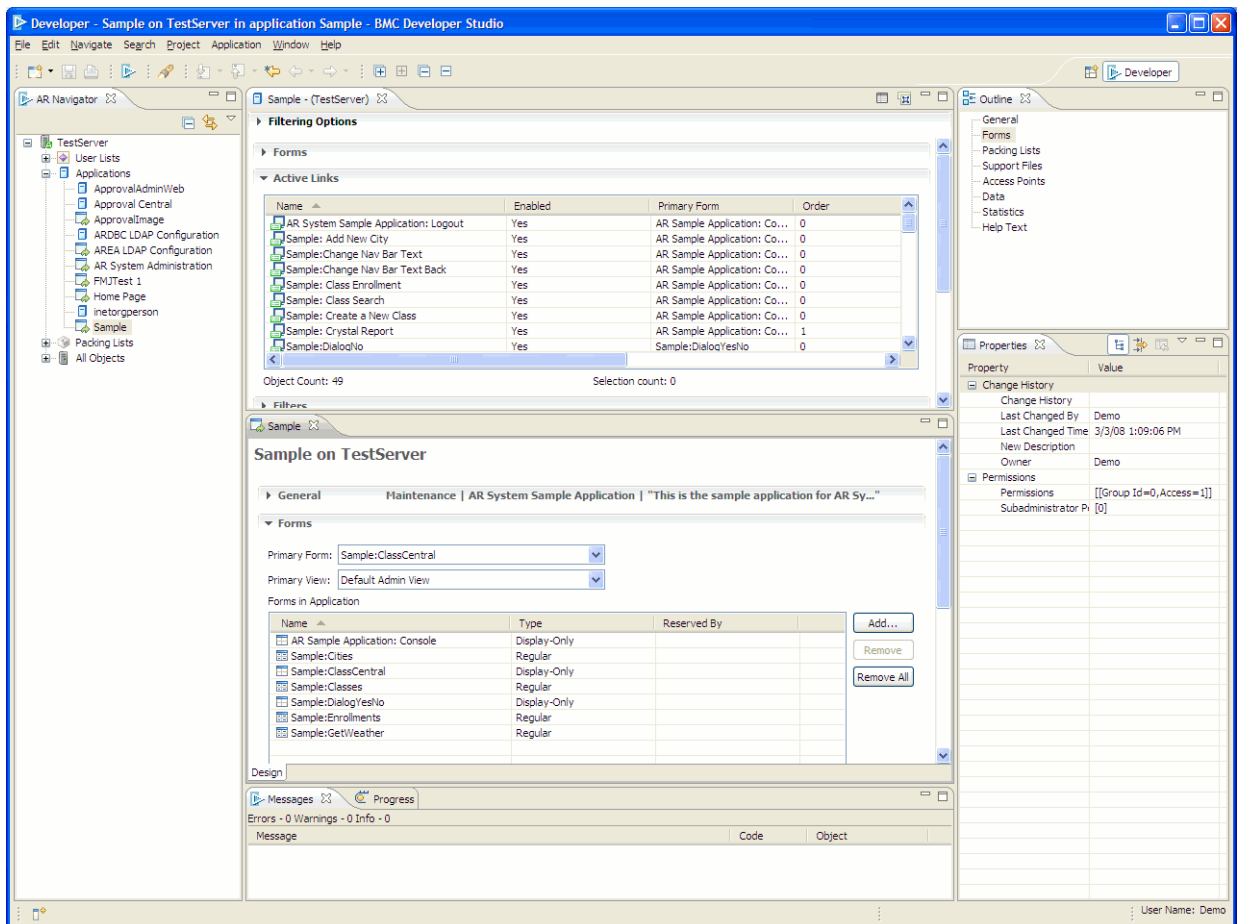 Developer - Sample on TestServer in application Sample - BMC Developer Studio
File Edit Navigate Search Project Application Window Help
Developer
AR Navigator
TestServer
User Lists
Applications
ApprovalAdminWeb
Approval Central
ApprovalImage
ARDBC LDAP Configuration
AREA LDAP Configuration
AR System Administration
FMJTest 1
Home Page
inetorgperson
Sample
Packing Lists
All Objects
Sample - (TestServer)
Filtering Options
Forms
Active Links
Name Enabled Primary Form Order
AR System Sample Application: Logout Yes AR Sample Application: Co... 0
Sample: Add New City Yes AR Sample Application: Co... 0
Sample:Change Nav Bar Text Yes AR Sample Application: Co... 0
Sample:Change Nav Bar Text Back Yes AR Sample Application: Co... 0
Sample: Class Enrollment Yes AR Sample Application: Co... 0
Sample: Class Search Yes AR Sample Application: Co... 0
Sample: Create a New Class Yes AR Sample Application: Co... 0
Sample: Crystal Report Yes AR Sample Application: Co... 1
Sample:DialogNo Yes Sample:DialogYesNo 0
Object Count: 49 Selection count: 0
Filters
Sample
Sample on TestServer
General Maintenance | AR System Sample Application | "This is the sample application for AR Sy..."
Forms
Primary Form: Sample:ClassCentral
Primary View: Default Admin View
Forms in Application
Name Type Reserved By
AR Sample Application: Console Display-Only
Sample:Cities Regular
Sample:ClassCentral Display-Only
Sample:Classes Regular
Sample:DialogYesNo Display-Only
Sample:Enrollments Regular
Sample:GetWeather Regular
Add...
Remove
Remove All
Design
Messages Progress
Errors - 0 Warnings - 0 Info - 0
Message Code Object
Outline
General
Forms
Packing Lists
Support Files
Access Points
Data
Statistics
Help Text
Properties
Property Value
Change History
Change History
Last Changed By Demo
Last Changed Time 3/3/08 1:09:06 PM
New Description
Owner Demo
Permissions
Permissions [[Group Id=0,Access=1]]
Subadministrator Pe [0]
User Name: Demo